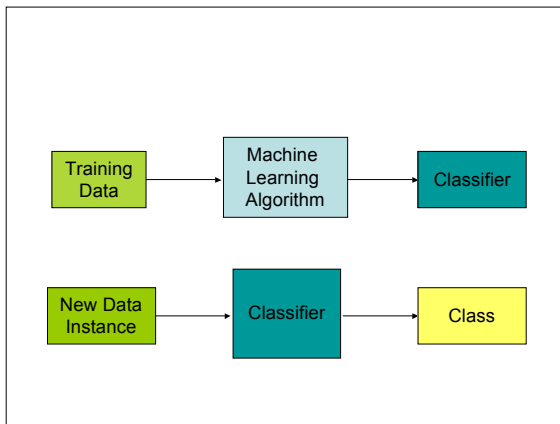 Training
Data
Machine
Learning
Algorithm
Classifier
New Data
Instance
Classifier
Class